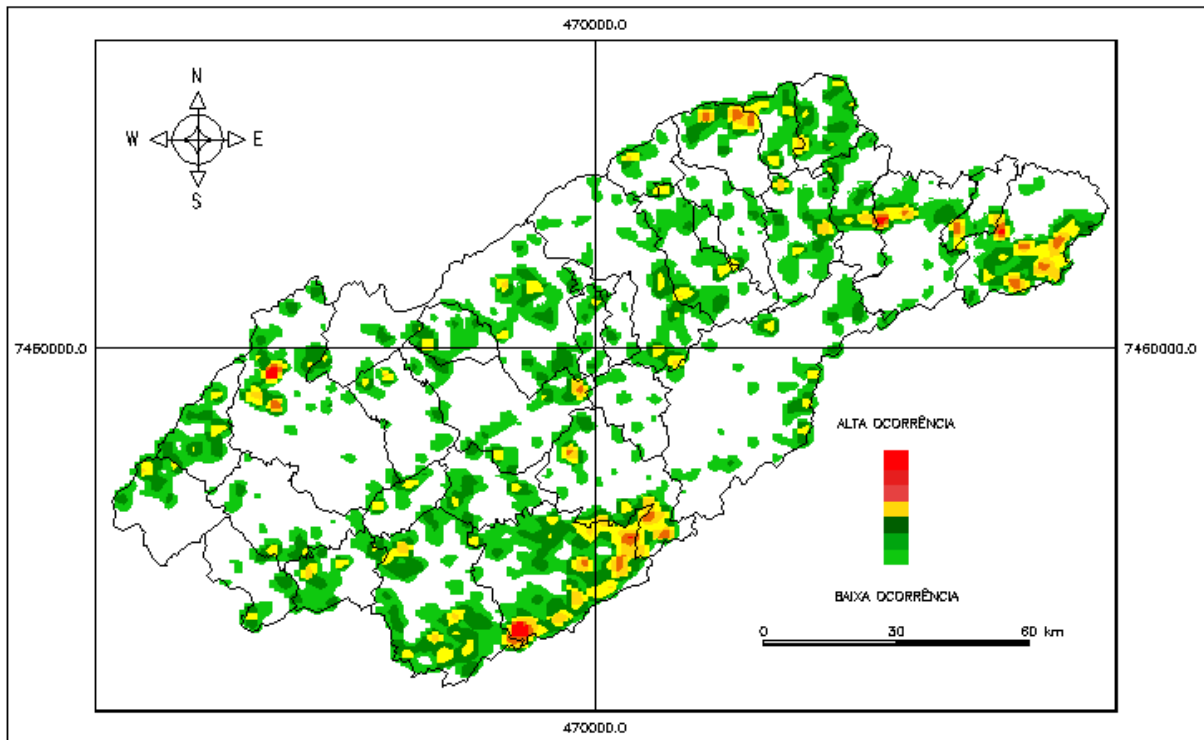 470000.0
N
W E
S
7460000.0 7460000.0
ALTA OCORRÊNCIA
BAIXA OCORRÊNCIA
0 30 60 km
470000.0